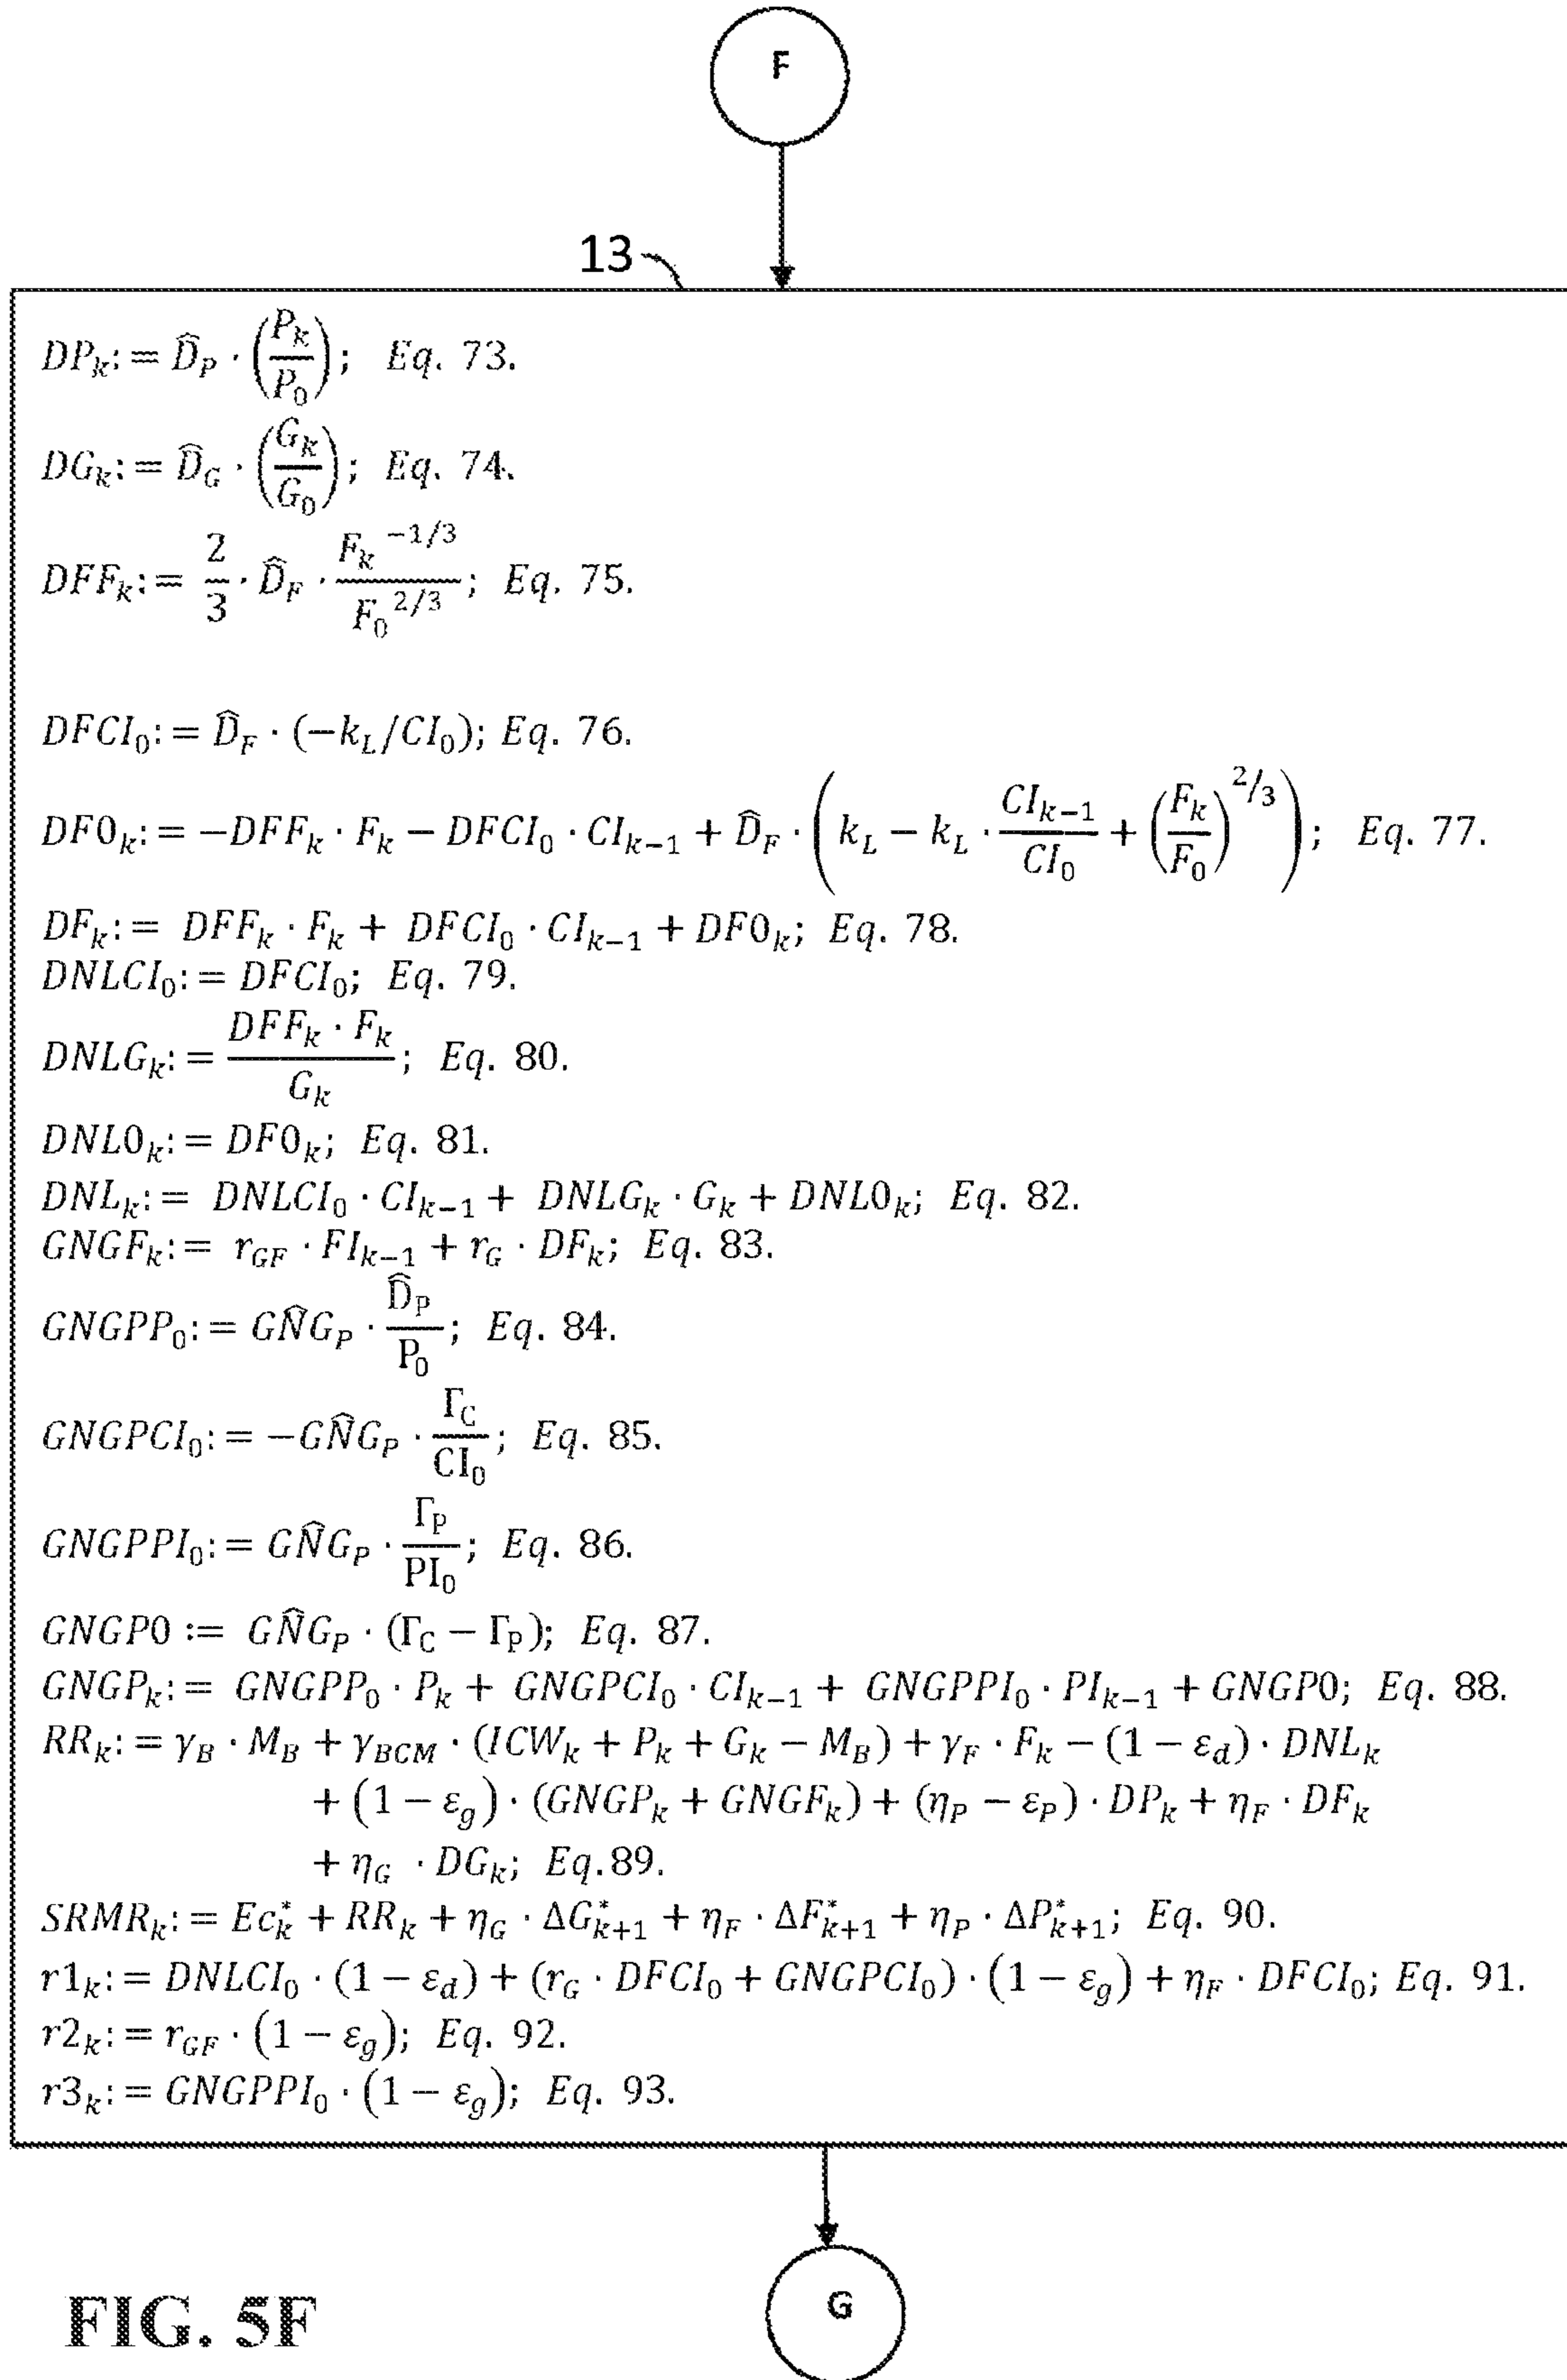 F
13
DP_k := D̂_P · (P_k / P_0); Eq. 73.
DG_k := D̂_G · (G_k / G_0); Eq. 74.
DFF_k := 2/3 · D̂_F · F_k^{-1/3} / F_0^{2/3}; Eq. 75.
DFCI_0 := D̂_F · (−k_L/CI_0); Eq. 76.
DF0_k := −DFF_k · F_k − DFCI_0 · CI_{k−1} + D̂_F · (k_L − k_L · CI_{k−1} / CI_0 + (F_k / F_0)^{2/3}); Eq. 77.
DF_k := DFF_k · F_k + DFCI_0 · CI_{k−1} + DF0_k; Eq. 78.
DNLCI_0 := DFCI_0; Eq. 79.
DNLG_k := DFF_k · F_k / G_k; Eq. 80.
DNL0_k := DF0_k; Eq. 81.
DNL_k := DNLCI_0 · CI_{k−1} + DNLG_k · G_k + DNL0_k; Eq. 82.
GNGF_k := r_{GF} · FI_{k−1} + r_G · DF_k; Eq. 83.
GNGPP_0 := GN̂G_P · D̂_P / P_0; Eq. 84.
GNGPCI_0 := −GN̂G_P · Γ_C / CI_0; Eq. 85.
GNGPPI_0 := GN̂G_P · Γ_P / PI_0; Eq. 86.
GNGP0 := GN̂G_P · (Γ_C − Γ_P); Eq. 87.
GNGP_k := GNGPP_0 · P_k + GNGPCI_0 · CI_{k−1} + GNGPPI_0 · PI_{k−1} + GNGP0; Eq. 88.
RR_k := γ_B · M_B + γ_{BCM} · (ICW_k + P_k + G_k − M_B) + γ_F · F_k − (1 − ε_d) · DNL_k
+ (1 − ε_g) · (GNGP_k + GNGF_k) + (η_P − ε_P) · DP_k + η_F · DF_k
+ η_G · DG_k; Eq.89.
SRMR_k := Ec*_k + RR_k + η_G · ΔG*_{k+1} + η_F · ΔF*_{k+1} + η_P · ΔP*_{k+1}; Eq. 90.
r1_k := DNLCI_0 · (1 − ε_d) + (r_G · DFCI_0 + GNGPCI_0) · (1 − ε_g) + η_F · DFCI_0; Eq. 91.
r2_k := r_{GF} · (1 − ε_g); Eq. 92.
r3_k := GNGPPI_0 · (1 − ε_g); Eq. 93.
G
FIG. 5F